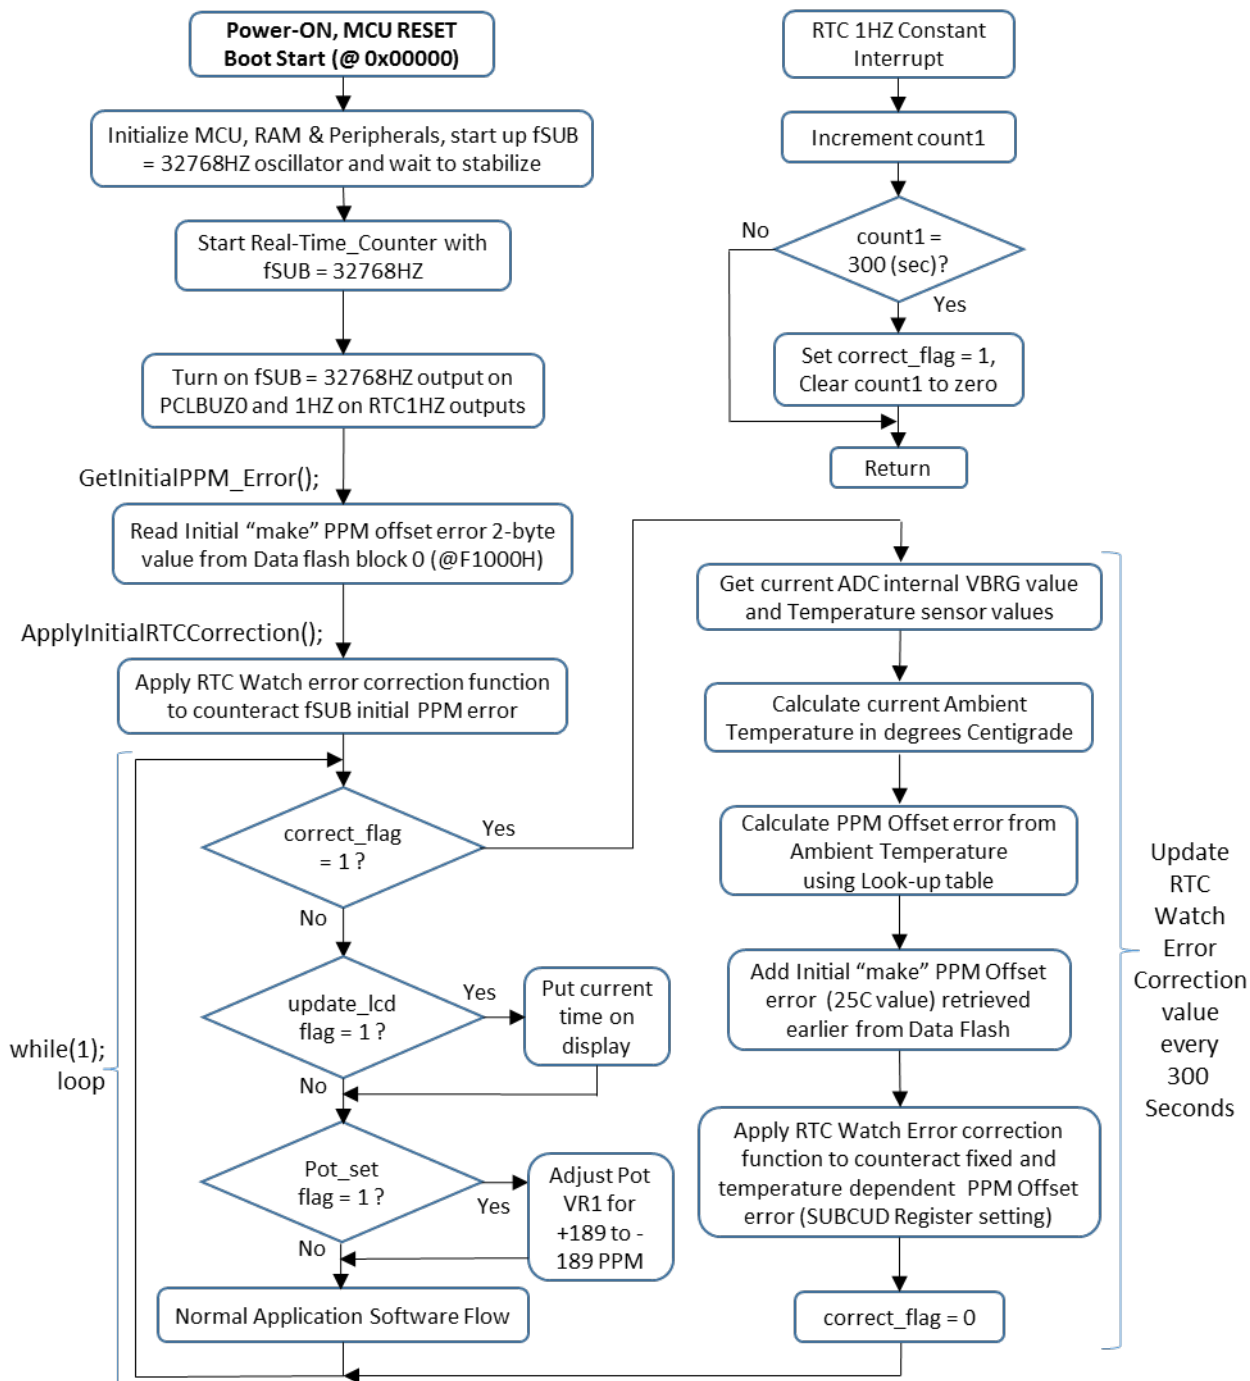 Power-ON, MCU RESET
Boot Start (@ 0x00000)
Initialize MCU, RAM & Peripherals, start up fSUB
= 32768HZ oscillator and wait to stabilize
Start Real-Time_Counter with
fSUB = 32768HZ
Turn on fSUB = 32768HZ output on
PCLBUZ0 and 1HZ on RTC1HZ outputs
GetInitialPPM_Error();
Read Initial “make” PPM offset error 2-byte
value from Data flash block 0 (@F1000H)
ApplyInitialRTCCorrection();
Apply RTC Watch error correction function
to counteract fSUB initial PPM error
while(1);
loop
correct_flag
= 1 ?
Yes
No
update_lcd
flag = 1 ?
Yes
Put current
time on
display
No
Pot_set
flag = 1 ?
Yes
Adjust Pot
VR1 for
+189 to -
189 PPM
No
Normal Application Software Flow
RTC 1HZ Constant
Interrupt
Increment count1
count1 =
300 (sec)?
No
Yes
Set correct_flag = 1,
Clear count1 to zero
Return
Get current ADC internal VBRG value
and Temperature sensor values
Calculate current Ambient
Temperature in degrees Centigrade
Calculate PPM Offset error from
Ambient Temperature
using Look-up table
Add Initial “make” PPM Offset
error (25C value) retrieved
earlier from Data Flash
Apply RTC Watch Error correction
function to counteract fixed and
temperature dependent PPM Offset
error (SUBCUD Register setting)
correct_flag = 0
Update
RTC
Watch
Error
Correction
value
every
300
Seconds